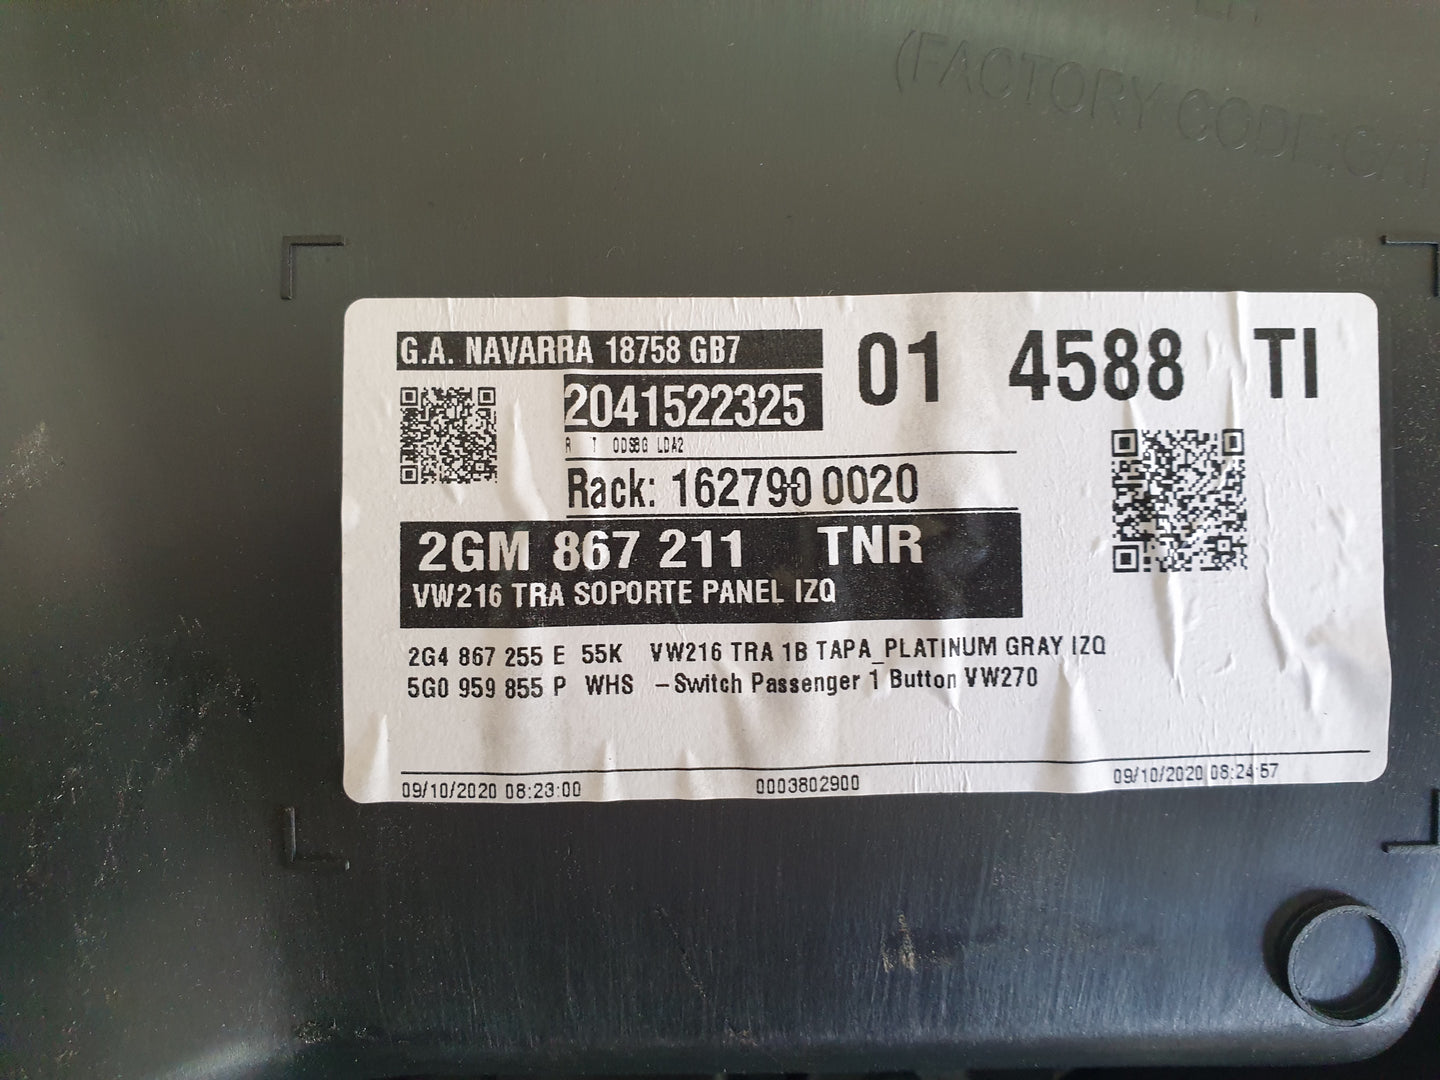 (FACTORY CODE:
G.A. NAVARRA 18758 GB7
01 4588 TI
2041522325
Rack: 162790 0020
2GM 867 211 TNR
VW216 TRA SOPORTE PANEL IZQ
2G4 867 255 E 55K VW216 TRA 1B TAPA_PLATINUM GRAY IZQ
5G0 959 855 P WHS -Switch Passenger 1 Button VW270
09/10/2020 08:23:00 0003802900 09/10/2020 08:24:57